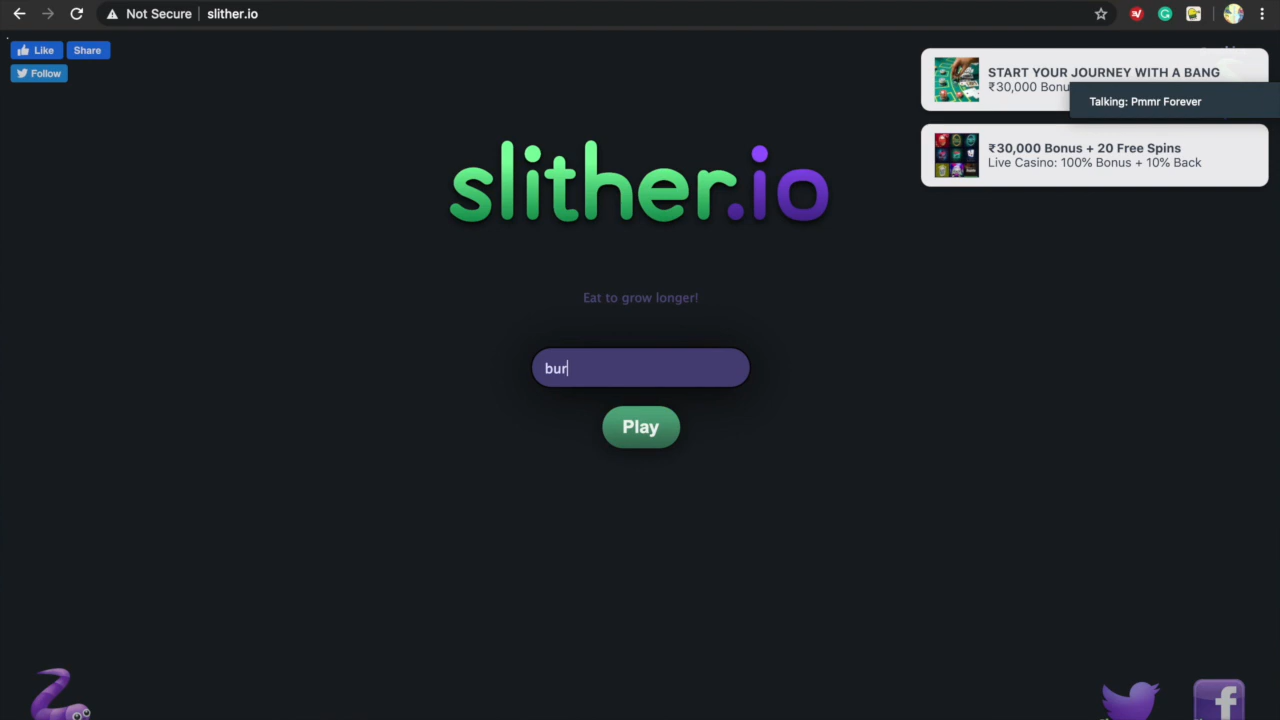 Not Secure | slither.io
Like Share
Follow
START YOUR JOURNEY WITH A BANG
₹30,000 Bonu
Talking: Pmmr Forever
₹30,000 Bonus + 20 Free Spins
Live Casino: 100% Bonus + 10% Back
slither.io
Eat to grow longer!
bur
Play